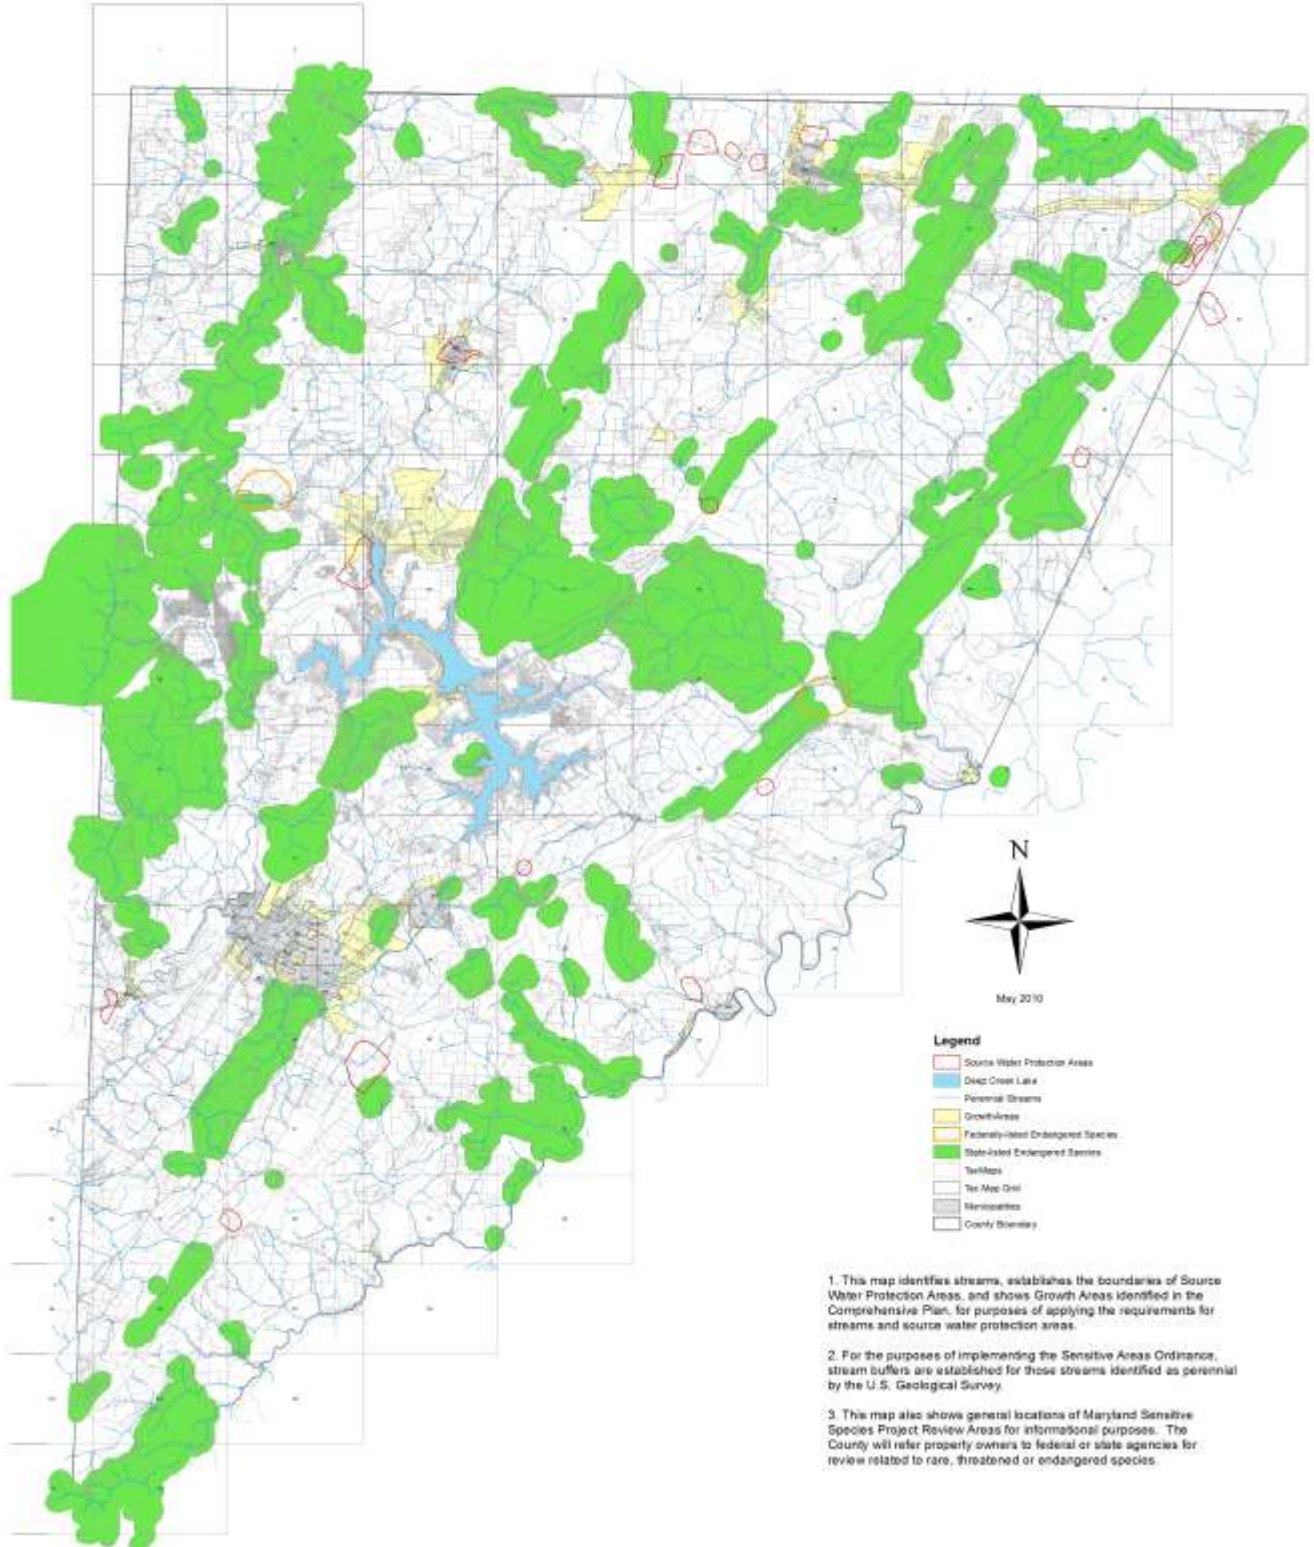 N
May 2010
Legend
Source Water Protection Areas
Deep Creek Lake
Perennial Streams
GrowthAreas
Federally-listed Endangered Species
State-listed Endangered Species
TaxMaps
Tax Map Grid
Municipalities
County Boundary
1. This map identifies streams, establishes the boundaries of Source
Water Protection Areas, and shows Growth Areas identified in the
Comprehensive Plan, for purposes of applying the requirements for
streams and source water protection areas.
2. For the purposes of implementing the Sensitive Areas Ordinance,
stream buffers are established for those streams identified as perennial
by the U.S. Geological Survey.
3. This map also shows general locations of Maryland Sensitive
Species Project Review Areas for informational purposes. The
County will refer property owners to federal or state agencies for
review related to rare, threatened or endangered species.